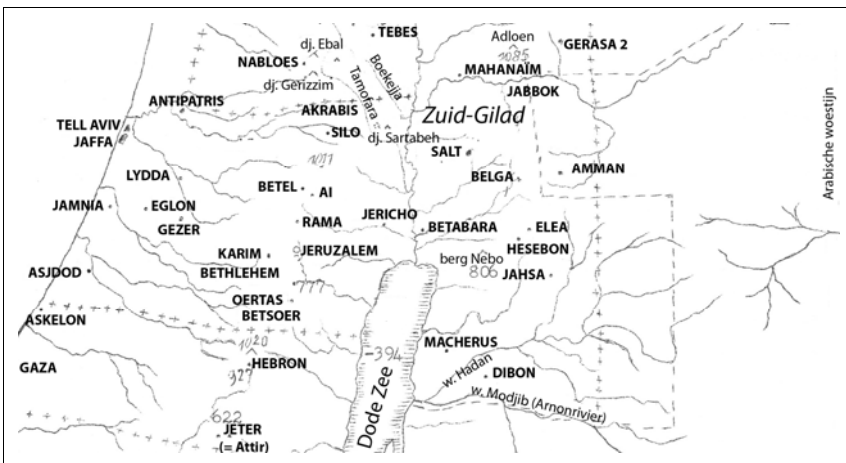 TEBES
Adloen
1085
GERASA 2
dj. Ebal
NABLOES
Boekeija
MAHANAÏM
dj. Gerizzim
Tamofara
JABBOK
ANTIPATRIS
AKRABIS
Zuid-Gilad
TELL AVIV
JAFFA
SILO
dj. Sartabeh
SALT
1011
LYDDA
BETEL
AI
BELGA
AMMAN
Arabische woestijn
JAMNIA
EGLON
GEZER
RAMA
JERICHO
BETABARA
ELEA
HESEBON
KARIM
JERUZALEM
berg Nebo
806
ASJDOD
BETHLEHEM
JAHSA
777
OERTAS
BETSOER
ASKELON
1020
-394
MACHERUS
GAZA
HEBRON
927
w. Hadan
DIBON
Dode Zee
w. Modjib (Arnonrivier)
622
JETER
(= Attir)